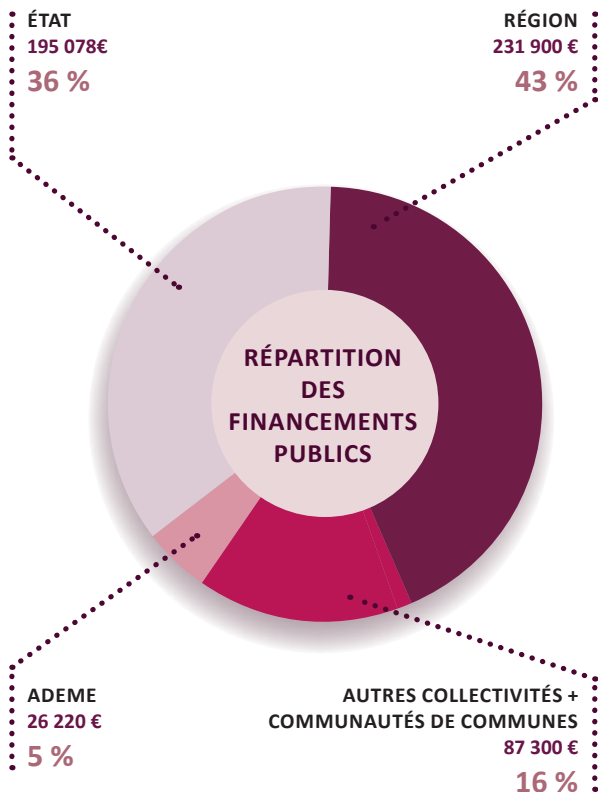 ÉTAT
195 078€
36 %
RÉGION
231 900 €
43 %
RÉPARTITION
DES
FINANCEMENTS
PUBLICS
ADEME
26 220 €
5 %
AUTRES COLLECTIVITÉS +
COMMUNAUTÉS DE COMMUNES
87 300 €
16 %